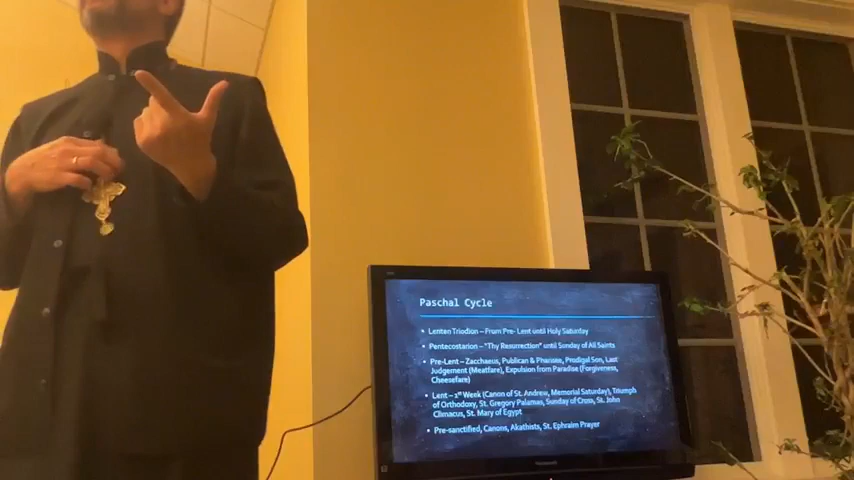 Paschal Cycle
• Lenten Triodion – From Pre- Lent until Holy Saturday
• Pentecostarion – "Thy Resurrection" until Sunday of All Saints
• Pre-Lent – Zacchaeus, Publican & Pharisee, Prodigal Son, Last
Judgement (Meatfare), Expulsion from Paradise (Forgiveness,
Cheesefare)
• Lent – 1st Week (Canon of St. Andrew, Memorial Saturday), Triumph
of Orthodoxy, St. Gregory Palamas, Sunday of Cross, St. John
Climacus, St. Mary of Egypt
• Pre-sanctified, Canons, Akathists, St. Ephraim Prayer